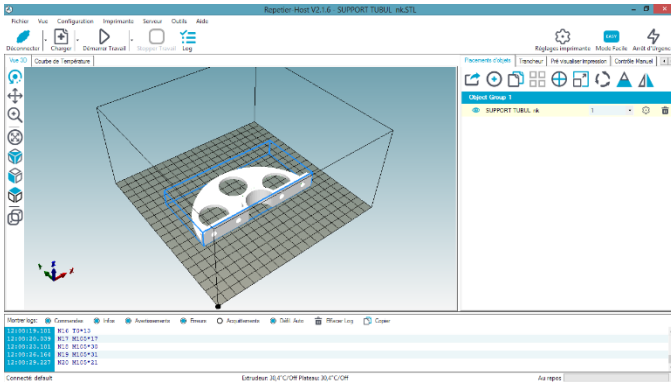 Repetier-Host V2.1.6 - SUPPORT TUBUL nk.STL
Fichier Vue Configuration Imprimante Serveur Outils Aide
Déconnecter Charger Démarrer Travail Stopper Travail Log Réglages imprimante EASY Mode Facile Arrêt d'Urgence
Vue 3D Courbe de Température Placements d'objets Trancheur Pré visualiser impression Contrôle Manuel
Object Group 1
SUPPORT TUBUL nk 1
Montrer logs: Commandes Infos Avertissements Erreurs Acquittements Défil. Auto Effacer Log Copier
12:00:19.101 N16 T0*13
12:00:20.039 N17 M105*17
12:00:23.101 N18 M105*30
12:00:26.164 N19 M105*31
12:00:29.227 N20 M105*21
Connecté: default Extrudeur: 30,4°C/Off Plateau: 30,4°C/Off Au repos